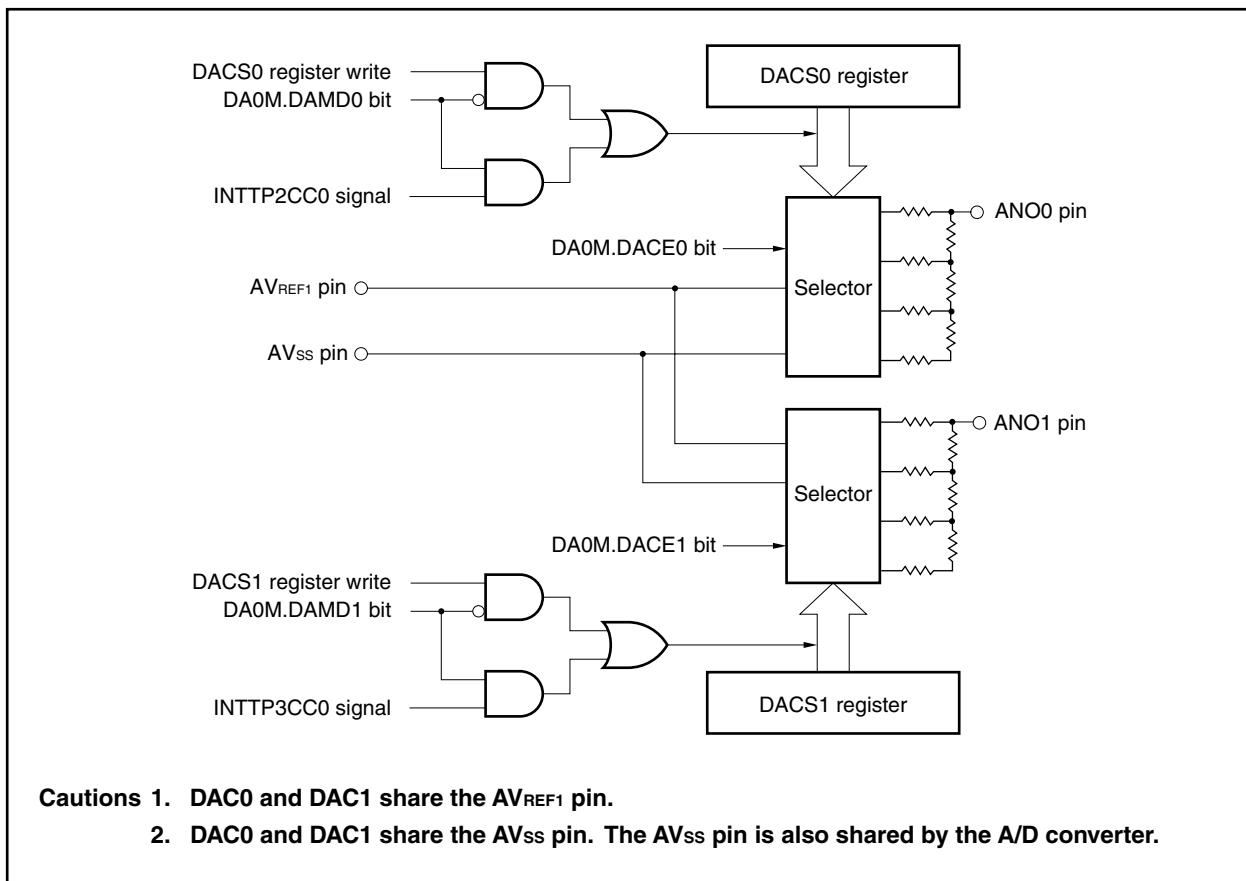 DACS0 register write
DA0M.DAMD0 bit
INTTP2CC0 signal
DACS0 register
DA0M.DACE0 bit
Selector
ANO0 pin
AVREF1 pin
AVSS pin
ANO1 pin
Selector
DA0M.DACE1 bit
DACS1 register write
DA0M.DAMD1 bit
INTTP3CC0 signal
DACS1 register
Cautions 1. DAC0 and DAC1 share the AVREF1 pin.
2. DAC0 and DAC1 share the AVSS pin. The AVSS pin is also shared by the A/D converter.